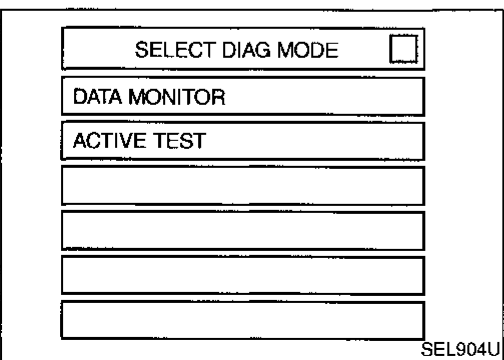 SELECT DIAG MODE
DATA MONITOR
ACTIVE TEST
SEL904U